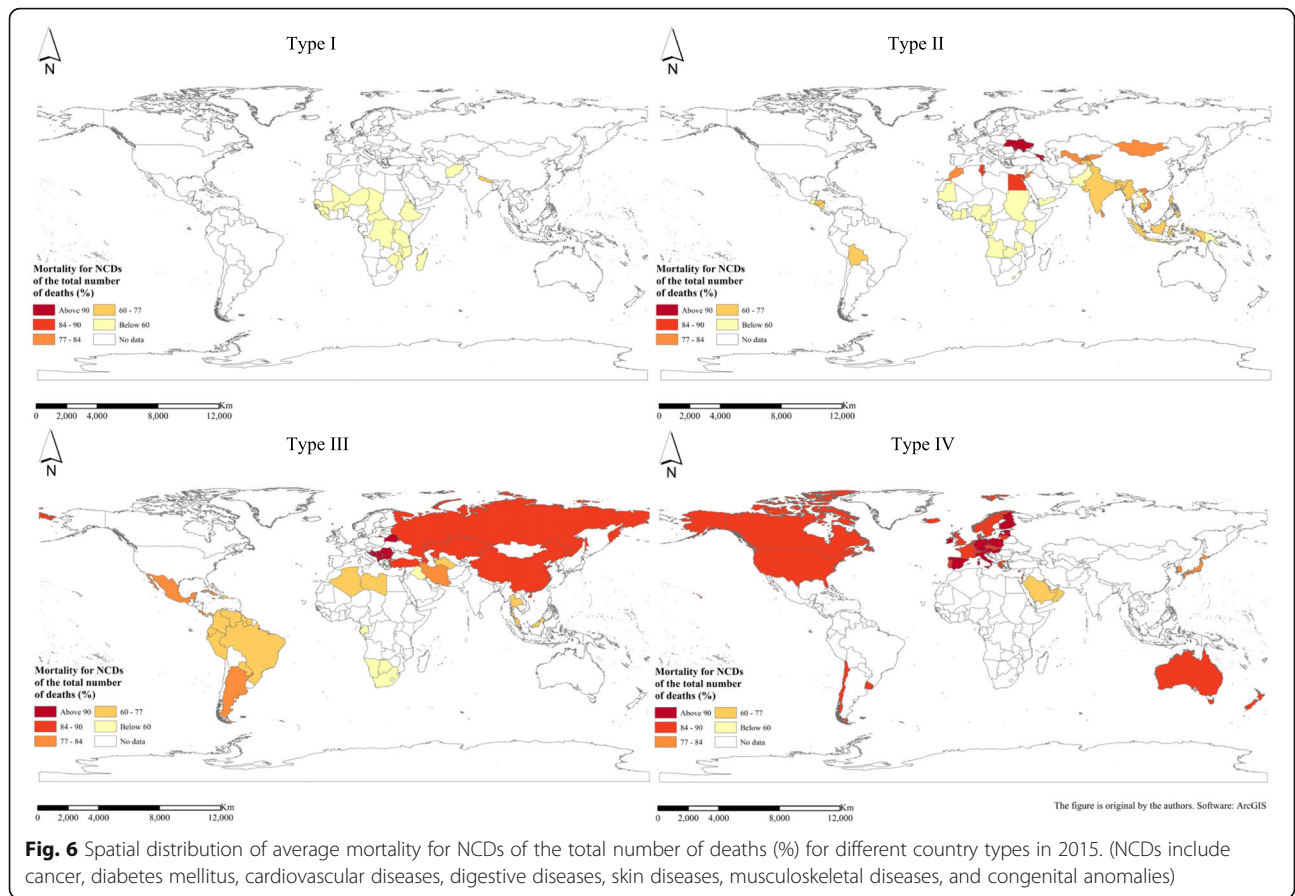 Type I
N
Mortality for NCDs
of the total number
of deaths (%)
Above 90 60 - 77
84 - 90 Below 60
77 - 84 No data
Km
0 2,000 4,000 8,000 12,000
Type II
N
Mortality for NCDs
of the total number
of deaths (%)
Above 90 60 - 77
84 - 90 Below 60
77 - 84 No data
Km
0 2,000 4,000 8,000 12,000
Type III
N
Mortality for NCDs
of the total number
of deaths (%)
Above 90 60 - 77
84 - 90 Below 60
77 - 84 No data
Km
0 2,000 4,000 8,000 12,000
Type IV
N
Mortality for NCDs
of the total number
of deaths (%)
Above 90 60 - 77
84 - 90 Below 60
77 - 84 No data
Km
0 2,000 4,000 8,000 12,000
The figure is original by the authors. Software: ArcGIS
Fig. 6 Spatial distribution of average mortality for NCDs of the total number of deaths (%) for different country types in 2015. (NCDs include
cancer, diabetes mellitus, cardiovascular diseases, digestive diseases, skin diseases, musculoskeletal diseases, and congenital anomalies)